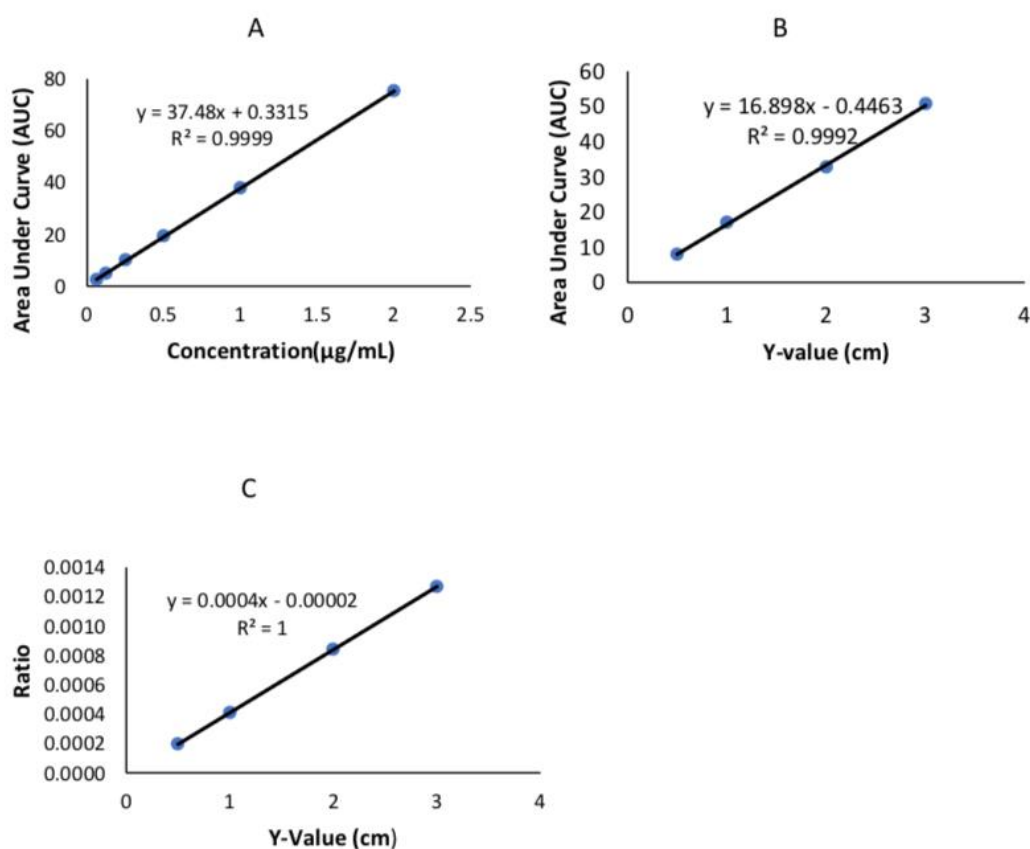 A
80
60
40
20
0
y = 37.48x + 0.3315
R² = 0.9999
0 0.5 1 1.5 2 2.5
Area Under Curve (AUC)
Concentration(µg/mL)
B
60
50
40
30
20
10
0
y = 16.898x - 0.4463
R² = 0.9992
0 1 2 3 4
Area Under Curve (AUC)
Y-value (cm)
C
0.0014
0.0012
0.0010
0.0008
0.0006
0.0004
0.0002
0.0000
y = 0.0004x - 0.00002
R² = 1
0 1 2 3 4
Ratio
Y-Value (cm)